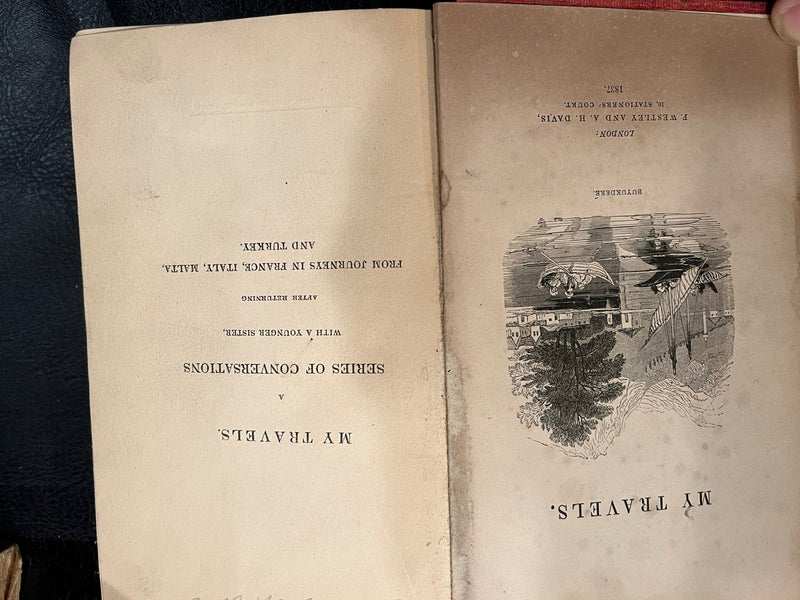 MY TRAVELS.
BUYUKDERÉ.
LONDON:
F. WESTLEY AND A. H. DAVIS,
10, STATIONERS' COURT.
1837.
MY TRAVELS.
A
SERIES OF CONVERSATIONS
WITH A YOUNGER SISTER,
AFTER RETURNING
FROM JOURNEYS IN FRANCE, ITALY, MALTA,
AND TURKEY.